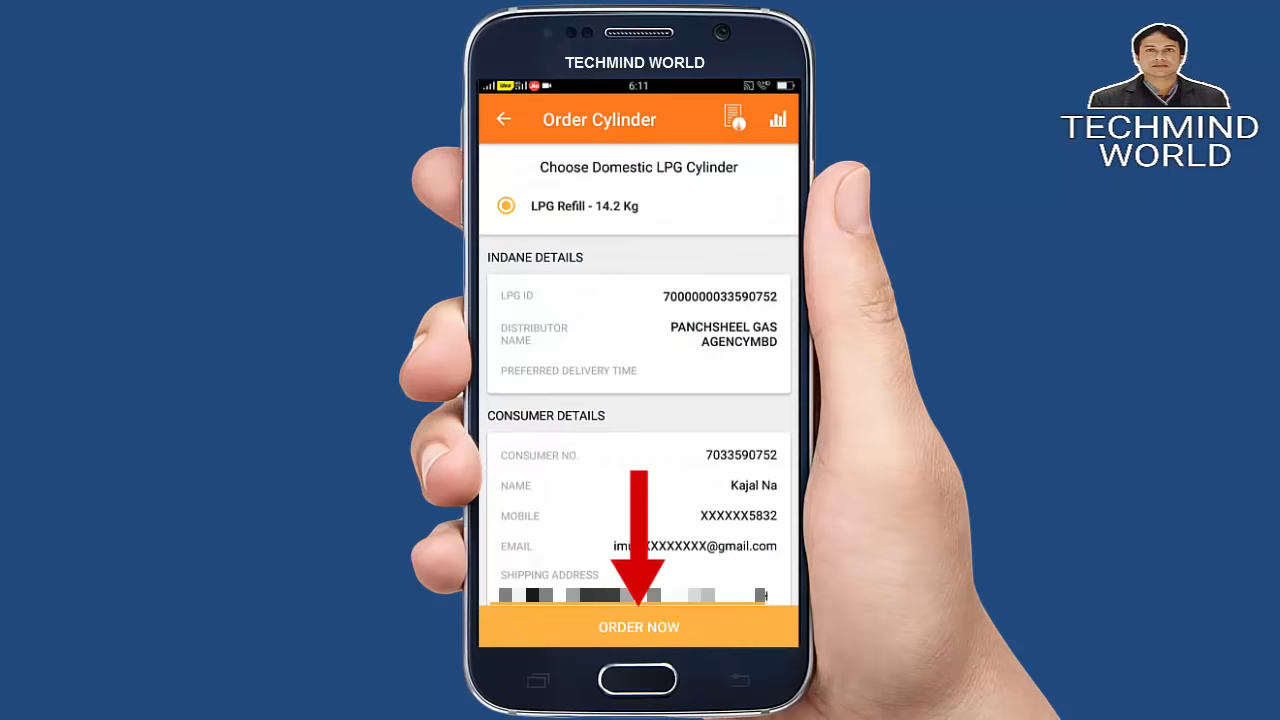 TECHMIND WORLD
6:11
Order Cylinder
Choose Domestic LPG Cylinder
LPG Refill - 14.2 Kg
INDANE DETAILS
LPG ID 7000000033590752
DISTRIBUTOR NAME PANCHSHEEL GAS AGENCYMBD
PREFERRED DELIVERY TIME
CONSUMER DETAILS
CONSUMER NO. 7033590752
NAME Kajal Na
MOBILE XXXXXX5832
EMAIL XXXXXXXX@gmail.com
SHIPPING ADDRESS
ORDER NOW
TECHMIND
WORLD